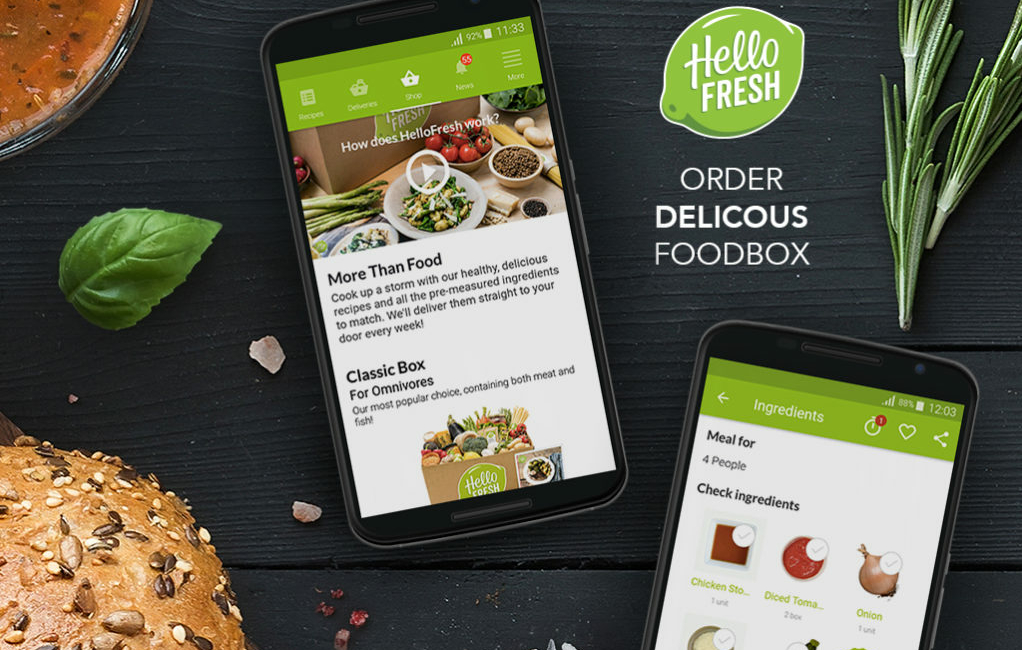 92% 11:33
55
Recipes Deliveries Shop News More
FRESH
How does HelloFresh work?
More Than Food
Cook up a storm with our healthy, delicious
recipes and all the pre-measured ingredients
to match. We'll deliver them straight to your
door every week!
Classic Box
For Omnivores
Our most popular choice, containing both meat and
fish!
Hello
FRESH
Hello
FRESH
ORDER
DELICOUS
FOODBOX
88% 12:03
Ingredients
1
Meal for
4 People
Check ingredients
Chicken Sto... Diced Toma... Onion
1 unit 2 box 1 unit